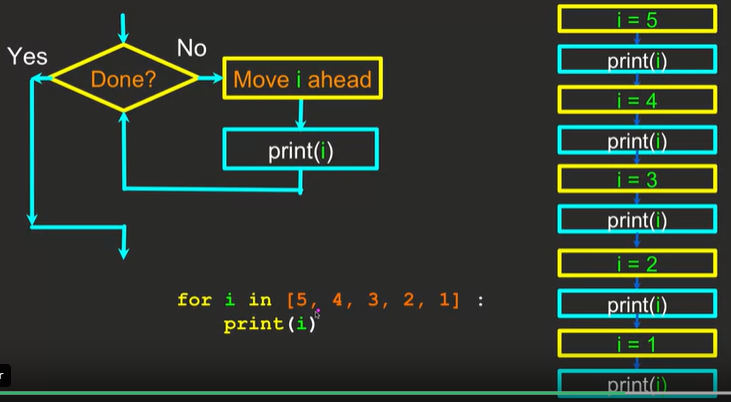 Yes
No
Done?
Move i ahead
print(i)
for i in [5, 4, 3, 2, 1] :
print(i)
i = 5
print(i)
i = 4
print(i)
i = 3
print(i)
i = 2
print(i)
i = 1
print(i)
r